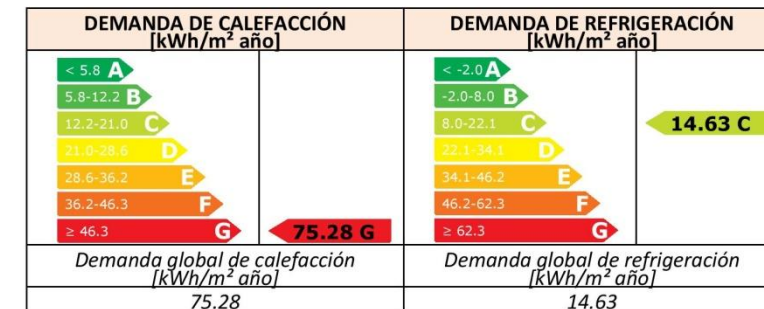 DEMANDA DE CALEFACCIÓN
[kWh/m² año]
< 5.8 A
5.8-12.2 B
12.2-21.0 C
21.0-28.6 D
28.6-36.2 E
36.2-46.3 F
≥ 46.3 G
75.28 G
Demanda global de calefacción
[kWh/m² año]
75.28
DEMANDA DE REFRIGERACIÓN
[kWh/m² año]
< -2.0 A
-2.0-8.0 B
8.0-22.1 C
22.1-34.1 D
34.1-46.2 E
46.2-62.3 F
≥ 62.3 G
14.63 C
Demanda global de refrigeración
[kWh/m² año]
14.63